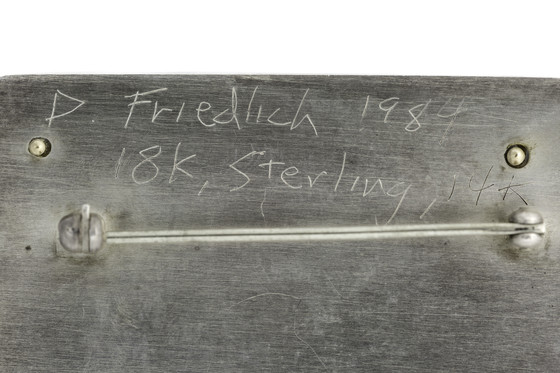 D. Friedlich 1984
18K, Sterling, 14K